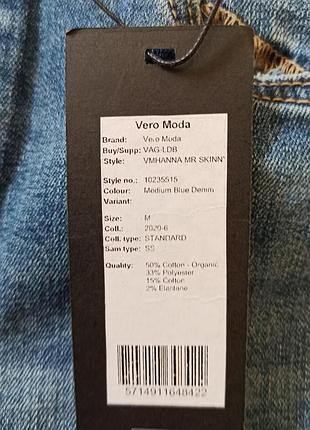 Vero Moda
Brand: Vero Moda
Buy/Supp: VAG-LDB
Style: VMHANNA MR SKINN
Style no.: 10235515
Colour: Medium Blue Denim
Variant:
Size: M
Coll.: 2020-6
Coll. type: STANDARD
Sam type: SS
Quality: 50% Cotton - Organic
33% Polyester
15% Cotton
2% Elastane
5714911648422